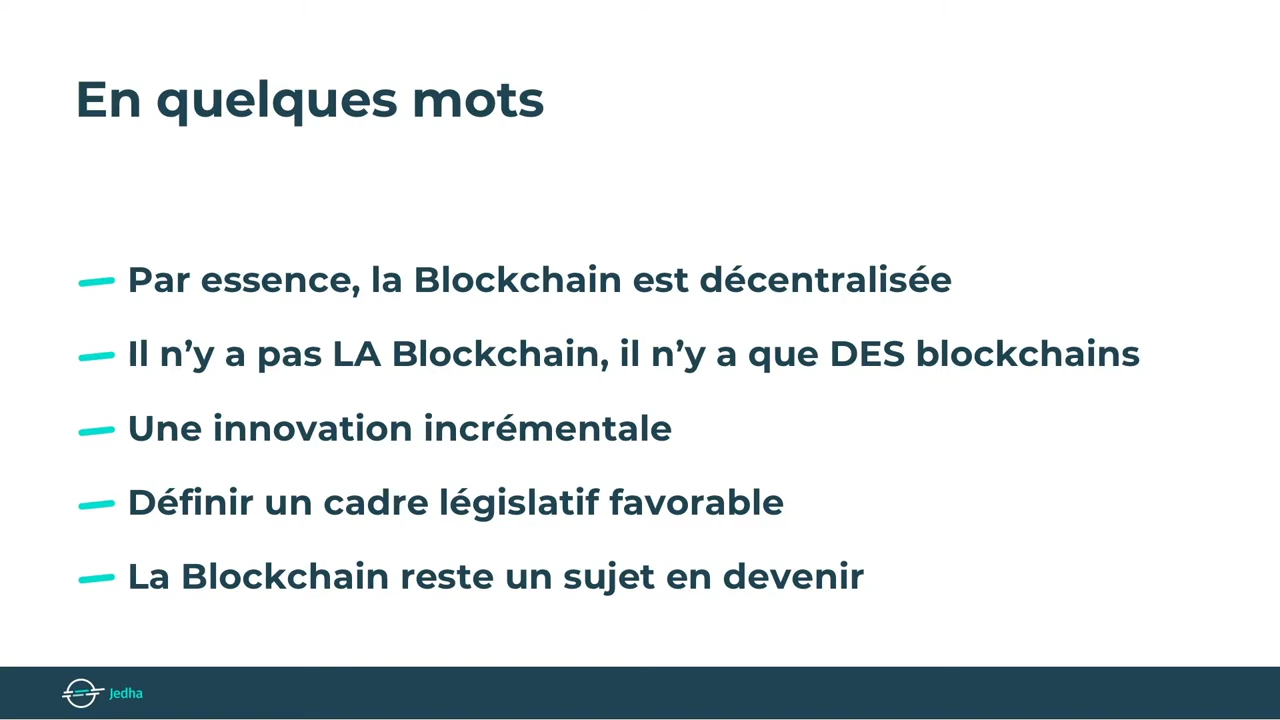 En quelques mots
Par essence, la Blockchain est décentralisée
Il n’y a pas LA Blockchain, il n’y a que DES blockchains
Une innovation incrémentale
Définir un cadre législatif favorable
La Blockchain reste un sujet en devenir
Jedha